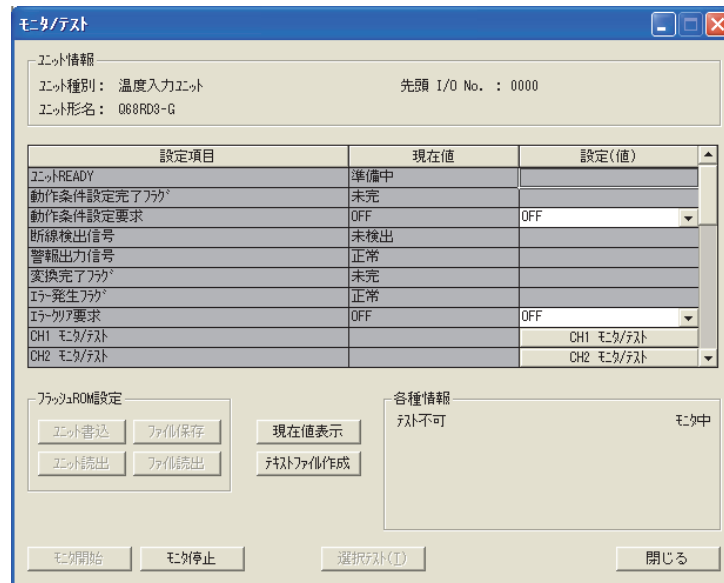 ﾓﾆﾀ/ﾃｽﾄ
ﾕﾆｯﾄ情報
ﾕﾆｯﾄ種別： 温度入力ﾕﾆｯﾄ 先頭 I/O No. : 0000
ﾕﾆｯﾄ形名： Q68RD3-G
設定項目 現在値 設定(値)
ﾕﾆｯﾄREADY 準備中
動作条件設定完了ﾌﾗｸﾞ 未完
動作条件設定要求 OFF OFF
断線検出信号 未検出
警報出力信号 正常
変換完了ﾌﾗｸﾞ 未完
ｴﾗｰ発生ﾌﾗｸﾞ 正常
ｴﾗｰｸﾘｱ要求 OFF OFF
CH1 ﾓﾆﾀ/ﾃｽﾄ CH1 ﾓﾆﾀ/ﾃｽﾄ
CH2 ﾓﾆﾀ/ﾃｽﾄ CH2 ﾓﾆﾀ/ﾃｽﾄ
ﾌﾗｯｼｭROM設定
ﾕﾆｯﾄ書込 ﾌｧｲﾙ保存
ﾕﾆｯﾄ読出 ﾌｧｲﾙ読出
現在値表示
ﾃｷｽﾄﾌｧｲﾙ作成
各種情報
ﾃｽﾄ不可 ﾓﾆﾀ中
ﾓﾆﾀ開始 ﾓﾆﾀ停止 選択ﾃｽﾄ(T) 閉じる